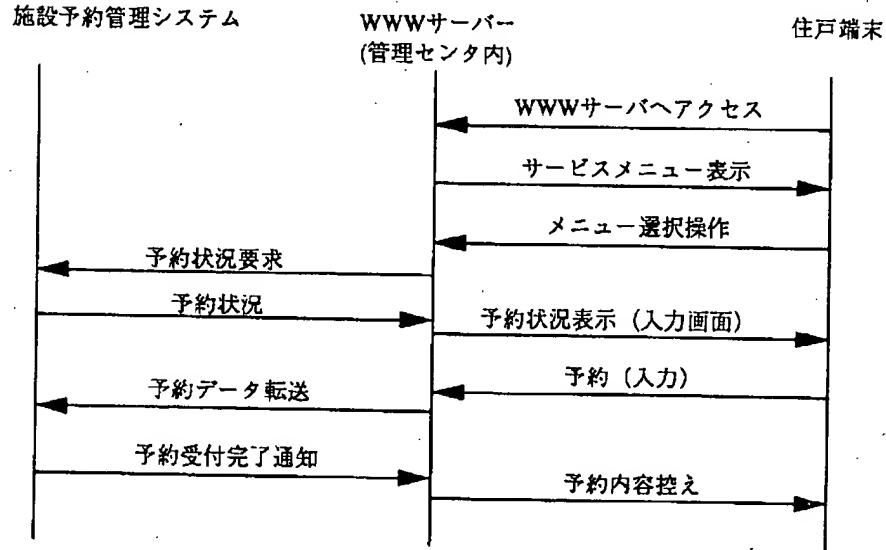 施設予約管理システム
WWWサーバー
(管理センタ内)
住戸端末
WWWサーバへアクセス
サービスメニュー表示
メニュー選択操作
予約状況要求
予約状況
予約状況表示 (入力画面)
予約 (入力)
予約データ転送
予約受付完了通知
予約内容控え